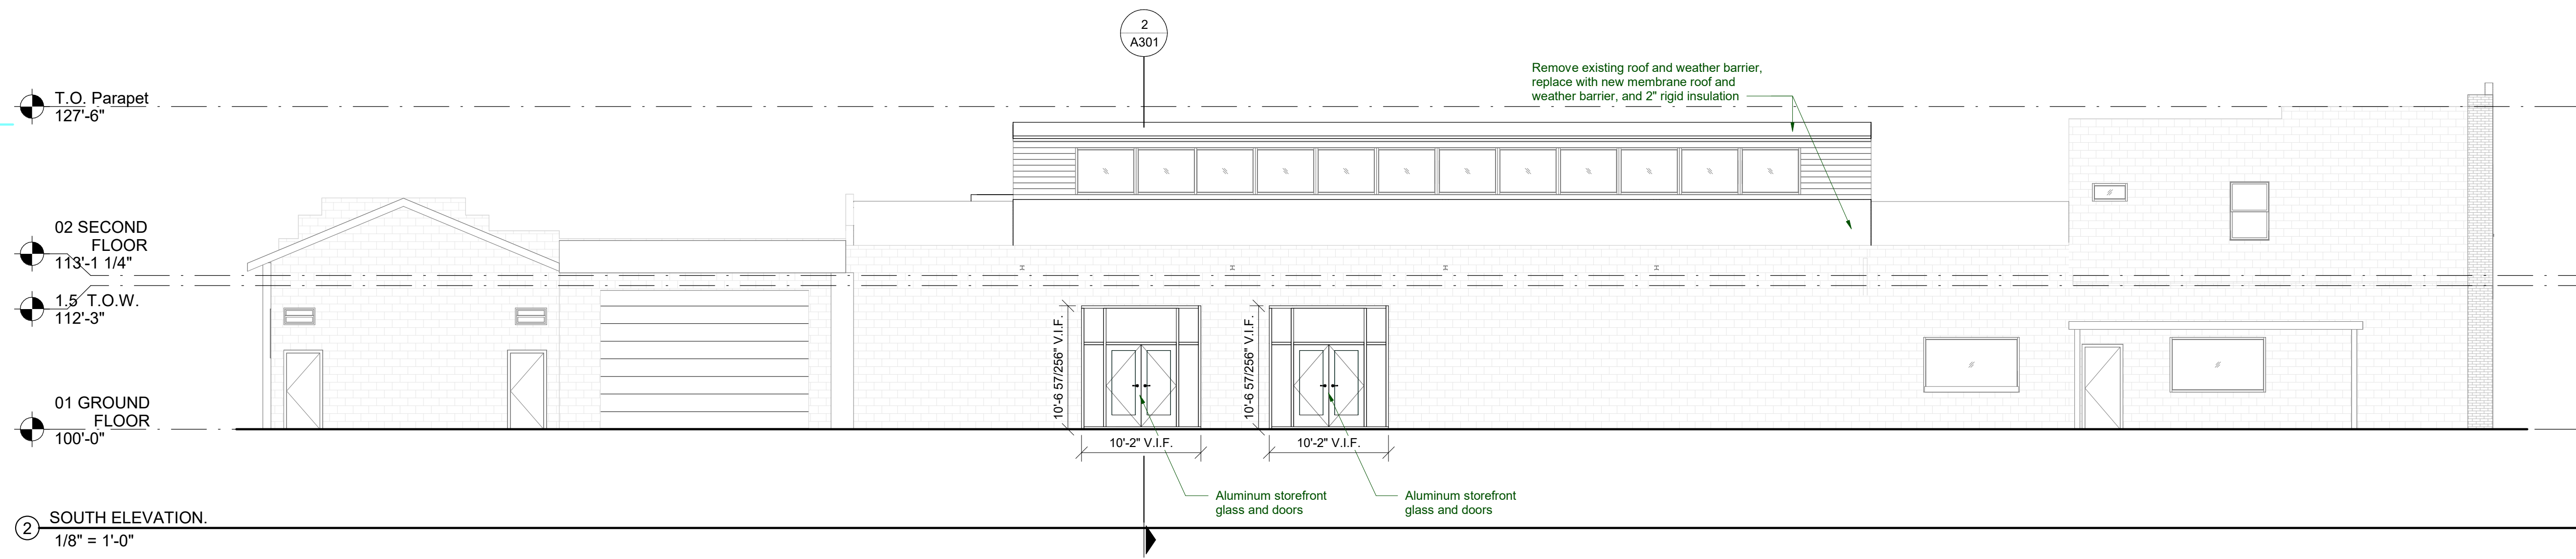 2
A301
Remove existing roof and weather barrier,
replace with new membrane roof and
weather barrier, and 2" rigid insulation
T.O. Parapet
127'-6"
02 SECOND
FLOOR
113'-1 1/4"
1.5 T.O.W.
112'-3"
10'-6 57/256" V.I.F.
10'-6 57/256" V.I.F.
01 GROUND
FLOOR
100'-0"
10'-2" V.I.F.
10'-2" V.I.F.
Aluminum storefront
glass and doors
Aluminum storefront
glass and doors
2
SOUTH ELEVATION.
1/8" = 1'-0"